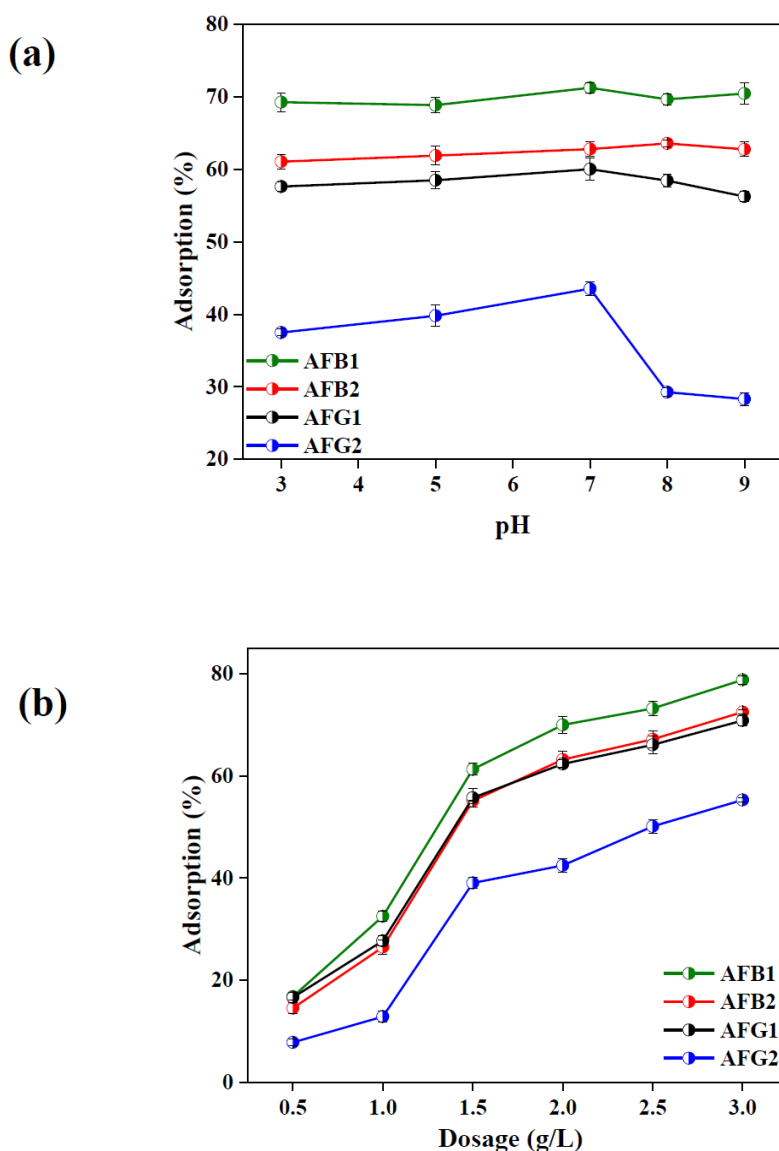 (a)
80
70
60
50
40
30
20
Adsorption (%)
AFB1
AFB2
AFG1
AFG2
3 4 5 6 7 8 9
pH
(b)
80
60
40
20
0
Adsorption (%)
AFB1
AFB2
AFG1
AFG2
0.5 1.0 1.5 2.0 2.5 3.0
Dosage (g/L)